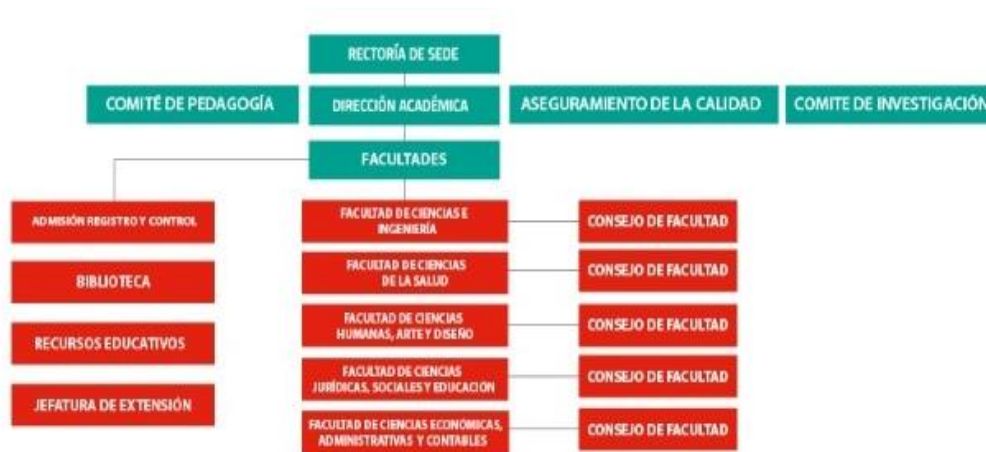 RECTORÍA DE SEDE
COMITÉ DE PEDAGOGÍA
DIRECCIÓN ACADÉMICA
ASEGURAMIENTO DE LA CALIDAD
COMITE DE INVESTIGACIÓN
FACULTADES
ADMISIÓN REGISTRO Y CONTROL
BIBLIOTECA
RECURSOS EDUCATIVOS
JEFATURA DE EXTENSIÓN
FACULTAD DE CIENCIAS E
INGENIERÍA
CONSEJO DE FACULTAD
FACULTAD DE CIENCIAS
DE LA SALUD
CONSEJO DE FACULTAD
FACULTAD DE CIENCIAS
HUMANAS, ARTE Y DISEÑO
CONSEJO DE FACULTAD
FACULTAD DE CIENCIAS
JURÍDICAS, SOCIALES Y EDUCACIÓN
CONSEJO DE FACULTAD
FACULTAD DE CIENCIAS ECONÓMICAS,
ADMINISTRATIVAS Y CONTABLES
CONSEJO DE FACULTAD